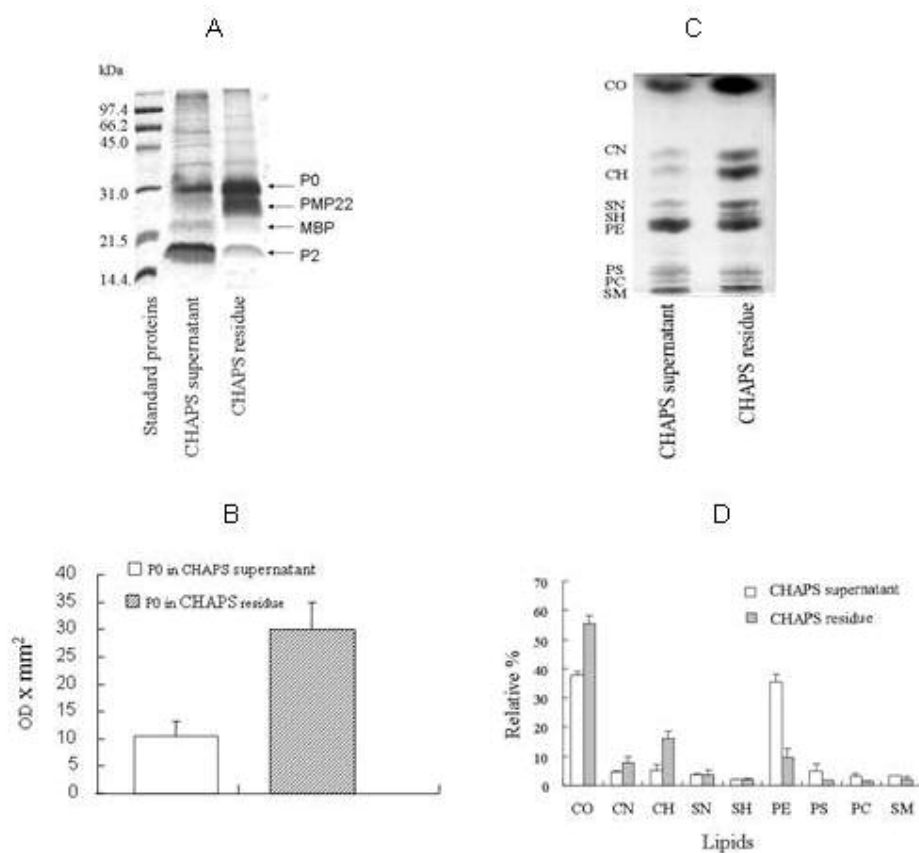 A
kDa
97.4
66.2
45.0
31.0
21.5
14.4
P0
PMP22
MBP
P2
Standard proteins
CHAPS supernatant
CHAPS residue
C
CO
CN
CH
SN
SH
PE
PS
PC
SM
CHAPS supernatant
CHAPS residue
B
P0 in CHAPS supernatant
P0 in CHAPS residue
OD x mm²
40
35
30
25
20
15
10
5
0
D
CHAPS supernatant
CHAPS residue
Relative %
70
60
50
40
30
20
10
0
CO CN CH SN SH PE PS PC SM
Lipids